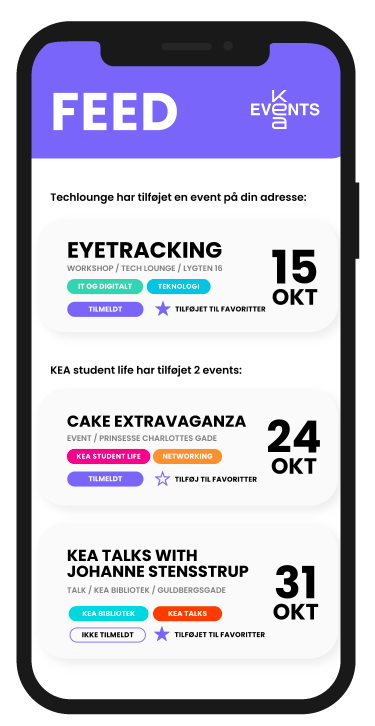 FEED
KEA
EVENTS
Techlounge har tilføjet en event på din adresse:
EYETRACKING
WORKSHOP / TECH LOUNGE / LYGTEN 16
IT OG DIGITALT
TEKNOLOGI
TILMELDT
TILFØJET TIL FAVORITTER
15
OKT
KEA student life har tilføjet 2 events:
CAKE EXTRAVAGANZA
EVENT / PRINSESSE CHARLOTTES GADE
KEA STUDENT LIFE
NETWORKING
TILMELDT
TILFØJ TIL FAVORITTER
24
OKT
KEA TALKS WITH
JOHANNE STENSSTRUP
TALK / KEA BIBLIOTEK / GULDBERGSGADE
KEA BIBLIOTEK
KEA TALKS
IKKE TILMELDT
TILFØJET TIL FAVORITTER
31
OKT